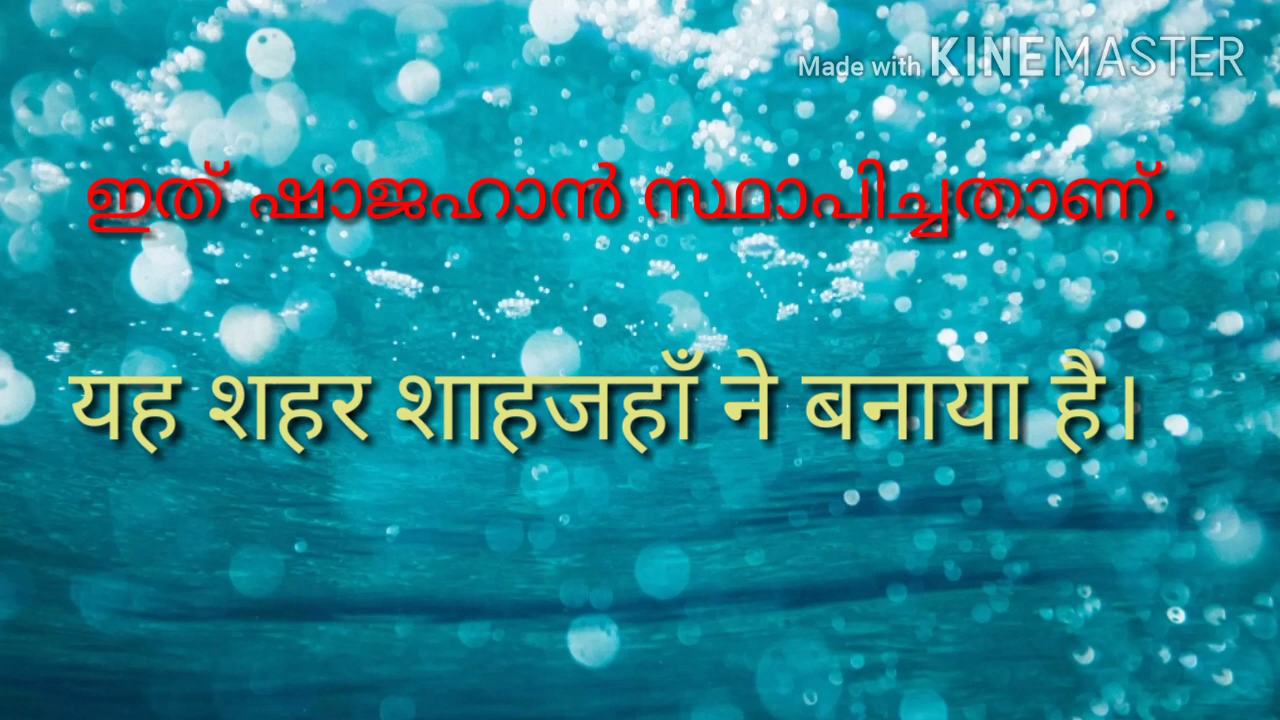 Made with KINEMASTER
ഇത് ഷാജഹാൻ സ്ഥാപിച്ചതാണ്.
यह शहर शाहजहाँ ने बनाया है।